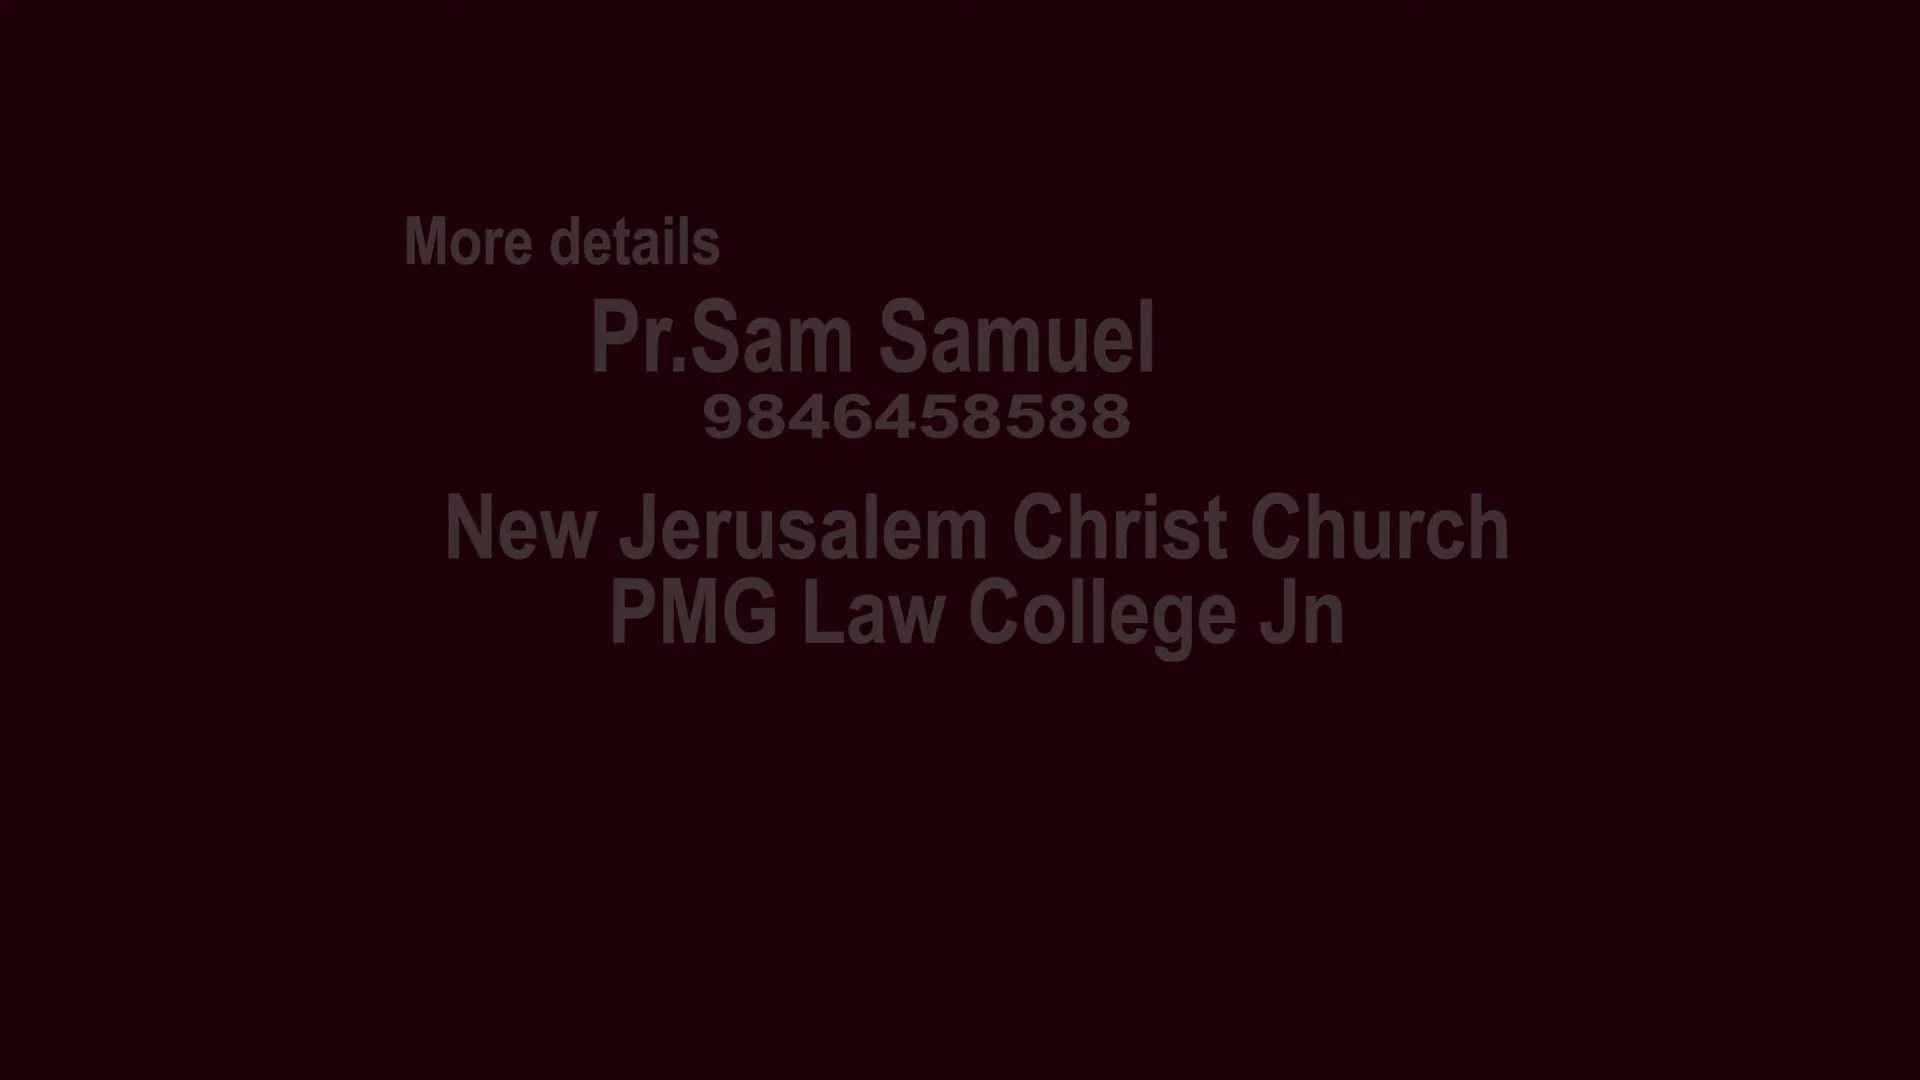 More details
Pr.Sam Samuel
9846458588
New Jerusalem Christ Church
PMG Law College Jn